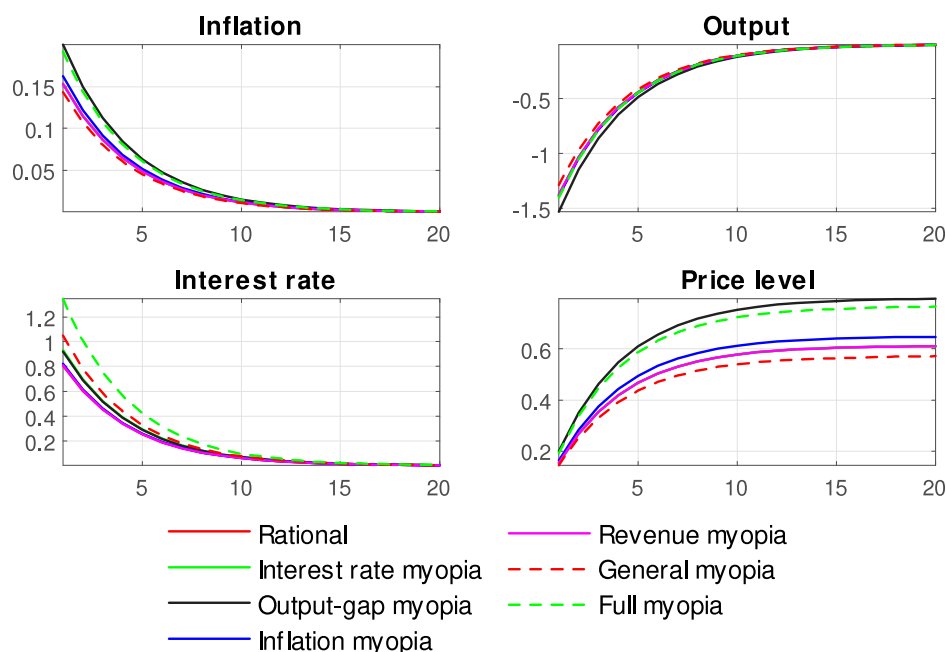 Inflation
Output
0.15
0.1
0.05
5
10
15
20
-0.5
-1
-1.5
5
10
15
20
Interest rate
Price level
1.2
1
0.8
0.6
0.4
0.2
5
10
15
20
0.6
0.4
0.2
5
10
15
20
Rational
Interest rate myopia
Output-gap myopia
Inflation myopia
Revenue myopia
General myopia
Full myopia